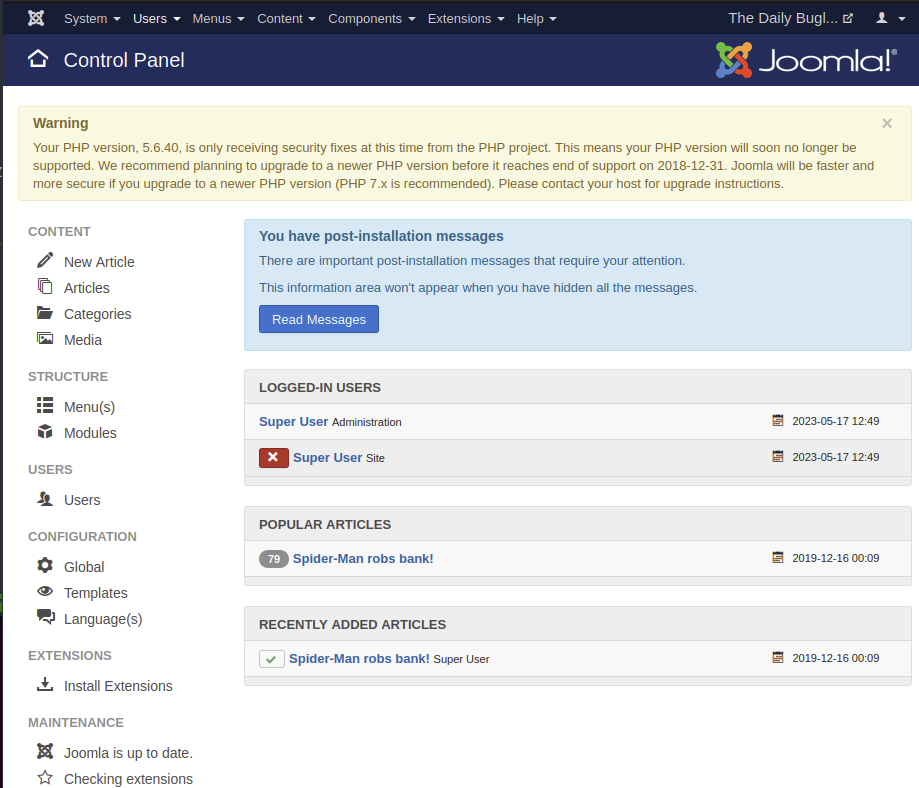 System Users Menus Content Components Extensions Help The Daily Bugl...
Control Panel Joomla!®
Warning ×
Your PHP version, 5.6.40, is only receiving security fixes at this time from the PHP project. This means your PHP version will soon no longer be
supported. We recommend planning to upgrade to a newer PHP version before it reaches end of support on 2018-12-31. Joomla will be faster and
more secure if you upgrade to a newer PHP version (PHP 7.x is recommended). Please contact your host for upgrade instructions.
CONTENT
New Article
Articles
Categories
Media
STRUCTURE
Menu(s)
Modules
USERS
Users
CONFIGURATION
Global
Templates
Language(s)
EXTENSIONS
Install Extensions
MAINTENANCE
Joomla is up to date.
Checking extensions
You have post-installation messages
There are important post-installation messages that require your attention.
This information area won't appear when you have hidden all the messages.
Read Messages
LOGGED-IN USERS
Super User Administration 2023-05-17 12:49
Super User Site 2023-05-17 12:49
POPULAR ARTICLES
79 Spider-Man robs bank! 2019-12-16 00:09
RECENTLY ADDED ARTICLES
Spider-Man robs bank! Super User 2019-12-16 00:09